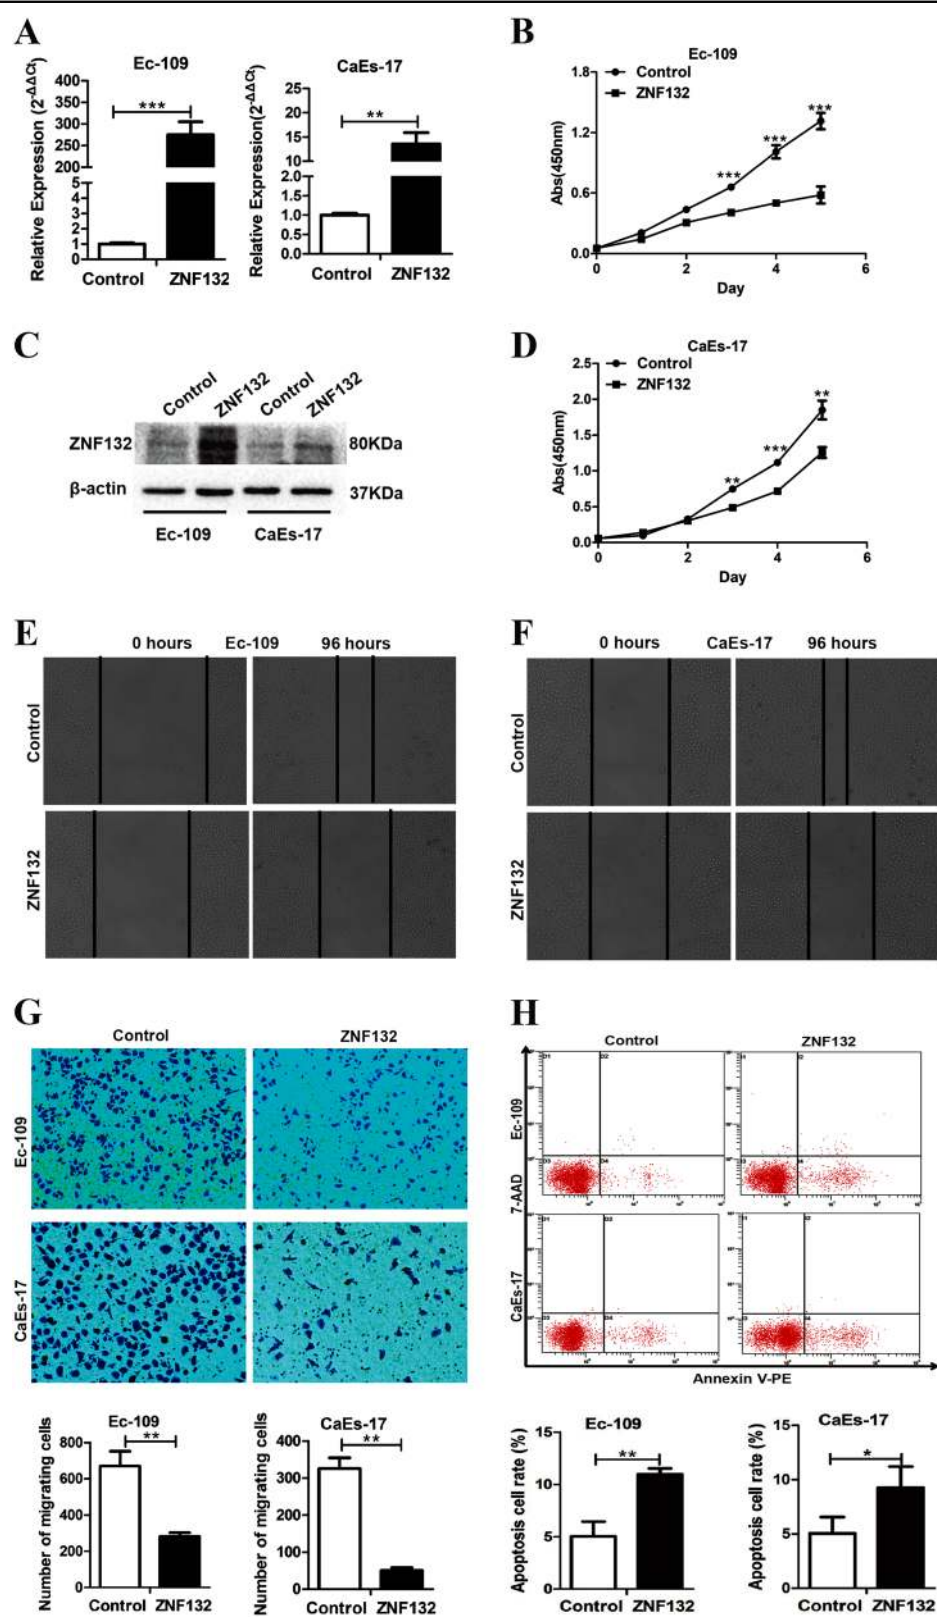 A
Ec-109
Relative Expression (2-ΔΔCt)
400
350
300
250
200
5
4
3
2
1
0
***
Control
ZNF132
CaEs-17
Relative Expression(2-ΔΔCt)
25
20
15
10
2.0
1.5
1.0
0.5
0.0
**
Control
ZNF132
B
Ec-109
Control
ZNF132
Abs(450nm)
1.8
1.2
0.6
0.0
***
***
***
0 2 4 6
Day
C
Control
ZNF132
Control
ZNF132
ZNF132
80KDa
β-actin
37KDa
Ec-109
CaEs-17
D
CaEs-17
Control
ZNF132
Abs(450nm)
2.5
2.0
1.5
1.0
0.5
0.0
**
***
**
0 2 4 6
Day
E
0 hours Ec-109 96 hours
Control
ZNF132
F
0 hours CaEs-17 96 hours
Control
ZNF132
G
Control
ZNF132
Ec-109
CaEs-17
Ec-109
Number of migrating cells
800
600
400
200
0
**
Control ZNF132
CaEs-17
Number of migrating cells
400
300
200
100
0
**
Control ZNF132
H
Control
ZNF132
Ec-109
7-AAD
CaEs-17
Annexin V-PE
Ec-109
Apoptosis cell rate (%)
15
10
5
0
**
Control ZNF132
CaEs-17
Apoptosis cell rate (%)
15
10
5
0
*
Control ZNF132